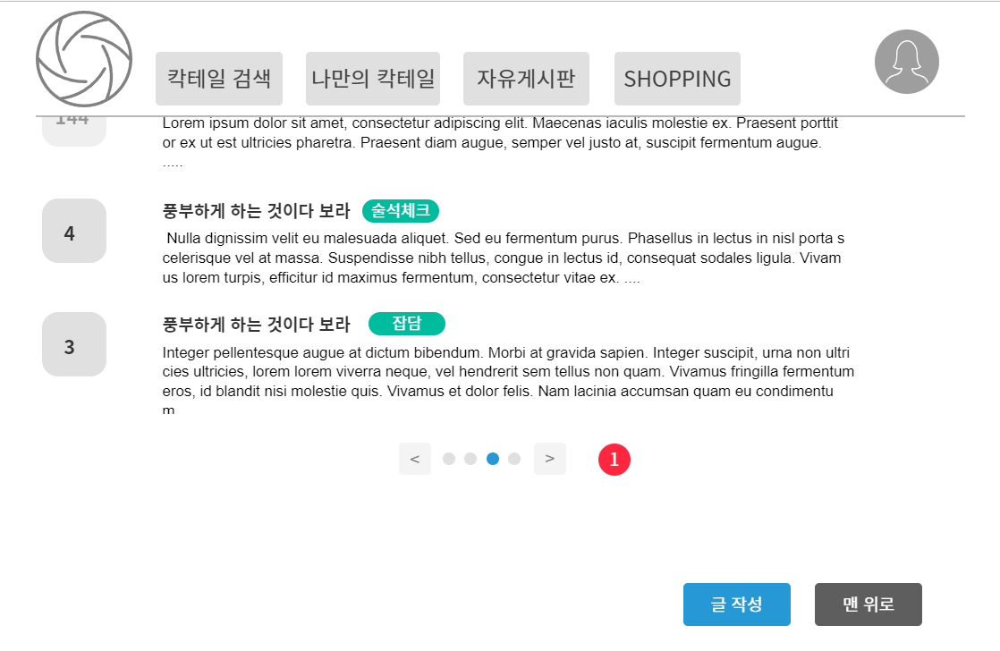 칵테일 검색
나만의 칵테일
자유게시판
SHOPPING
144
Lorem ipsum dolor sit amet, consectetur adipiscing elit. Maecenas iaculis molestie ex. Praesent porttit
or ex ut est ultricies pharetra. Praesent diam augue, semper vel justo at, suscipit fermentum augue.
.....
4
풍부하게 하는 것이다 보라 술석체크
Nulla dignissim velit eu malesuada aliquet. Sed eu fermentum purus. Phasellus in lectus in nisl porta s
celerisque vel at massa. Suspendisse nibh tellus, congue in lectus id, consequat sodales ligula. Vivam
us lorem turpis, efficitur id maximus fermentum, consectetur vitae ex. ....
3
풍부하게 하는 것이다 보라 잡담
Integer pellentesque augue at dictum bibendum. Morbi at gravida sapien. Integer suscipit, urna non ultri
cies ultricies, lorem lorem viverra neque, vel hendrerit sem tellus non quam. Vivamus fringilla fermentum
eros, id blandit nisi molestie quis. Vivamus et dolor felis. Nam lacinia accumsan quam eu condimentu
m
< > 1
글 작성
맨 위로